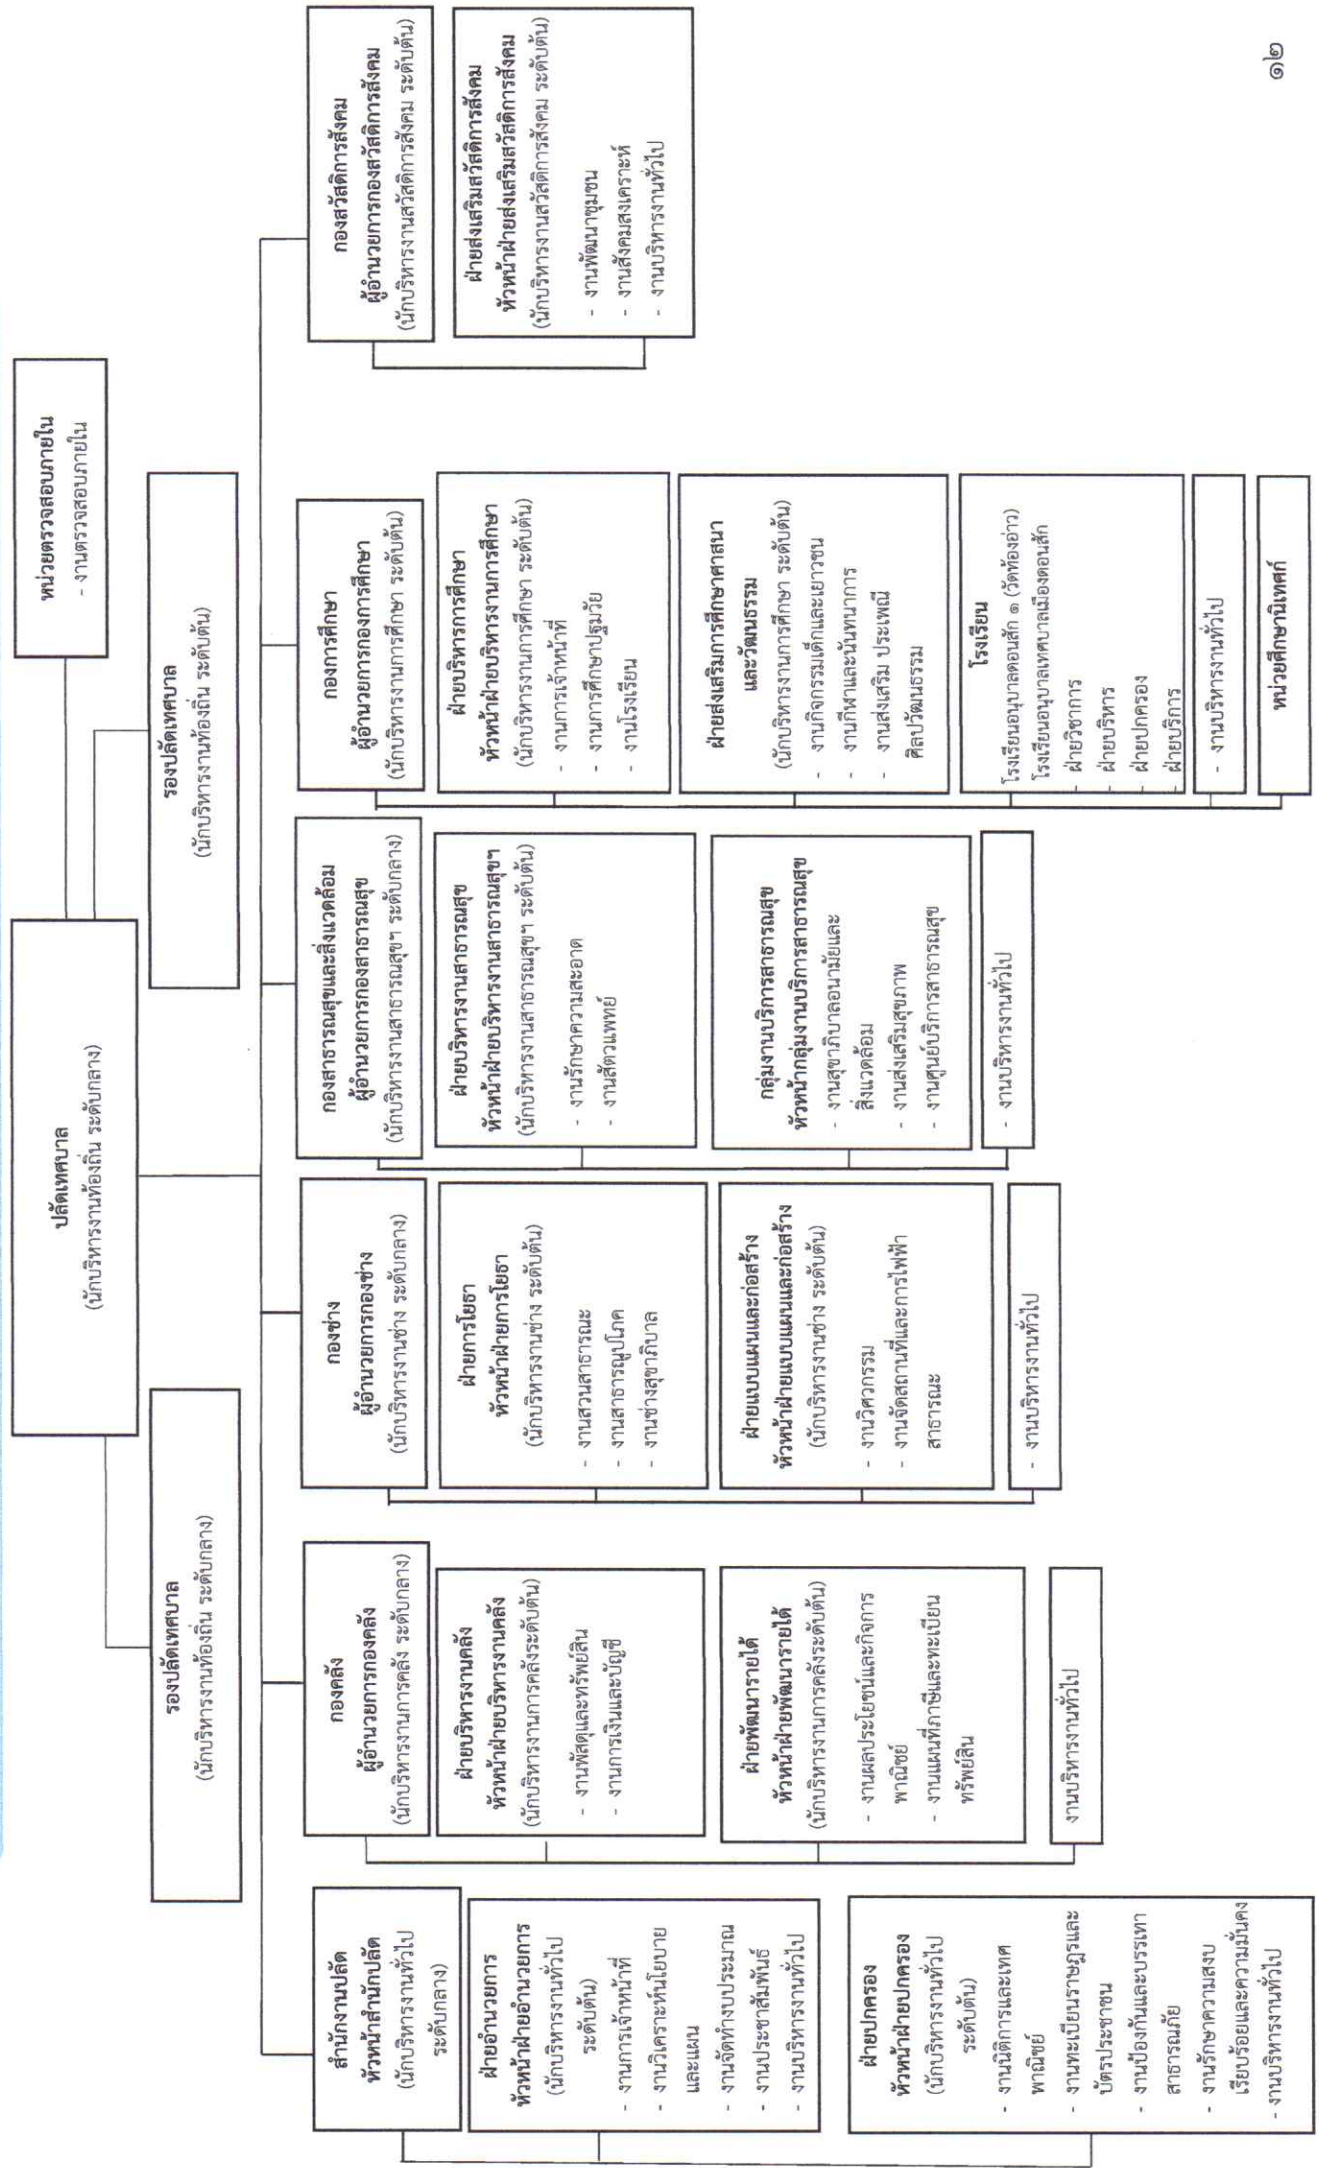 ปลัดเทศบาล
(นักบริหารงานท้องถิ่น ระดับกลาง)
หน่วยตรวจสอบภายใน
- งานตรวจสอบภายใน
รองปลัดเทศบาล
(นักบริหารงานท้องถิ่น ระดับกลาง)
รองปลัดเทศบาล
(นักบริหารงานท้องถิ่น ระดับต้น)
สำนักงานปลัด
หัวหน้าสำนักปลัด
(นักบริหารงานทั่วไป
ระดับกลาง)
ฝ่ายอำนวยการ
หัวหน้าฝ่ายอำนวยการ
(นักบริหารงานทั่วไป
ระดับต้น)
- งานการเจ้าหน้าที่
- งานวิเคราะห์นโยบาย
และแผน
- งานจัดทำงบประมาณ
- งานประชาสัมพันธ์
- งานบริหารงานทั่วไป
ฝ่ายปกครอง
หัวหน้าฝ่ายปกครอง
(นักบริหารงานทั่วไป
ระดับต้น)
- งานนิติการและเทศ
พาณิชย์
- งานทะเบียนราษฎรและ
บัตรประชาชน
- งานป้องกันและบรรเทา
สาธารณภัย
- งานรักษาความสงบ
เรียบร้อยและความมั่นคง
- งานบริหารงานทั่วไป
กองคลัง
ผู้อำนวยการกองคลัง
(นักบริหารงานการคลัง ระดับกลาง)
ฝ่ายบริหารงานคลัง
หัวหน้าฝ่ายบริหารงานคลัง
(นักบริหารงานการคลังระดับต้น)
- งานพัสดุและทรัพย์สิน
- งานการเงินและบัญชี
ฝ่ายพัฒนารายได้
หัวหน้าฝ่ายพัฒนารายได้
(นักบริหารงานการคลังระดับต้น)
- งานผลประโยชน์และกิจการ
พาณิชย์
- งานแผนที่ภาษีและทะเบียน
ทรัพย์สิน
งานบริหารงานทั่วไป
กองช่าง
ผู้อำนวยการกองช่าง
(นักบริหารงานช่าง ระดับกลาง)
ฝ่ายการโยธา
หัวหน้าฝ่ายการโยธา
(นักบริหารงานช่าง ระดับต้น)
- งานสวนสาธารณะ
- งานสาธารณูปโภค
- งานช่างสุขาภิบาล
ฝ่ายแบบแผนและก่อสร้าง
หัวหน้าฝ่ายแบบแผนและก่อสร้าง
(นักบริหารงานช่าง ระดับต้น)
- งานวิศวกรรม
- งานจัดสถานที่และการไฟฟ้า
สาธารณะ
- งานบริหารงานทั่วไป
กองสาธารณสุขและสิ่งแวดล้อม
ผู้อำนวยการกองสาธารณสุข
(นักบริหารงานสาธารณสุขฯ ระดับกลาง)
ฝ่ายบริหารงานสาธารณสุข
หัวหน้าฝ่ายบริหารงานสาธารณสุขฯ
(นักบริหารงานสาธารณสุขฯ ระดับต้น)
- งานรักษาความสะอาด
- งานสัตวแพทย์
กลุ่มงานบริการสาธารณสุข
หัวหน้ากลุ่มงานบริการสาธารณสุข
- งานสุขาภิบาลอนามัยและ
สิ่งแวดล้อม
- งานส่งเสริมสุขภาพ
- งานศูนย์บริการสาธารณสุข
- งานบริหารงานทั่วไป
กองการศึกษา
ผู้อำนวยการกองการศึกษา
(นักบริหารงานการศึกษา ระดับต้น)
ฝ่ายบริหารการศึกษา
หัวหน้าฝ่ายบริหารงานการศึกษา
(นักบริหารงานการศึกษา ระดับต้น)
- งานการเจ้าหน้าที่
- งานการศึกษาปฐมวัย
- งานโรงเรียน
ฝ่ายส่งเสริมการศึกษาศาสนา
และวัฒนธรรม
(นักบริหารงานการศึกษา ระดับต้น)
- งานกิจกรรมเด็กและเยาวชน
- งานกีฬาและนันทนาการ
- งานส่งเสริม ประเพณี
ศิลปวัฒนธรรม
โรงเรียน
โรงเรียนอนุบาลดอนสัก ๑ (วัดท้องอ่าว)
โรงเรียนอนุบาลเทศบาลเมืองดอนสัก
- ฝ่ายวิชาการ
- ฝ่ายบริหาร
- ฝ่ายปกครอง
- ฝ่ายบริการ
- งานบริหารงานทั่วไป
หน่วยศึกษานิเทศก์
กองสวัสดิการสังคม
ผู้อำนวยการกองสวัสดิการสังคม
(นักบริหารงานสวัสดิการสังคม ระดับต้น)
ฝ่ายส่งเสริมสวัสดิการสังคม
หัวหน้าฝ่ายส่งเสริมสวัสดิการสังคม
(นักบริหารงานสวัสดิการสังคม ระดับต้น)
- งานพัฒนาชุมชน
- งานสังคมสงเคราะห์
- งานบริหารงานทั่วไป
๑๒